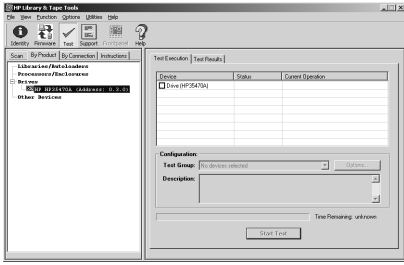 HP Library & Tape Tools
File View Function Options Utilities Help
Identity Firmware Test Support Frontpanel Help
Scan By Product By Connection Instructions
Libraries/Autoloaders
Processors/Enclosures
Drives
HP HP35470A (Address: 0.2.0)
Other Devices
Test Execution Test Results
Device Status Current Operation
Drive (HP35470A)
Configuration:
Test Group: No devices selected Options...
Description:
Time Remaining: unknown
Start Test